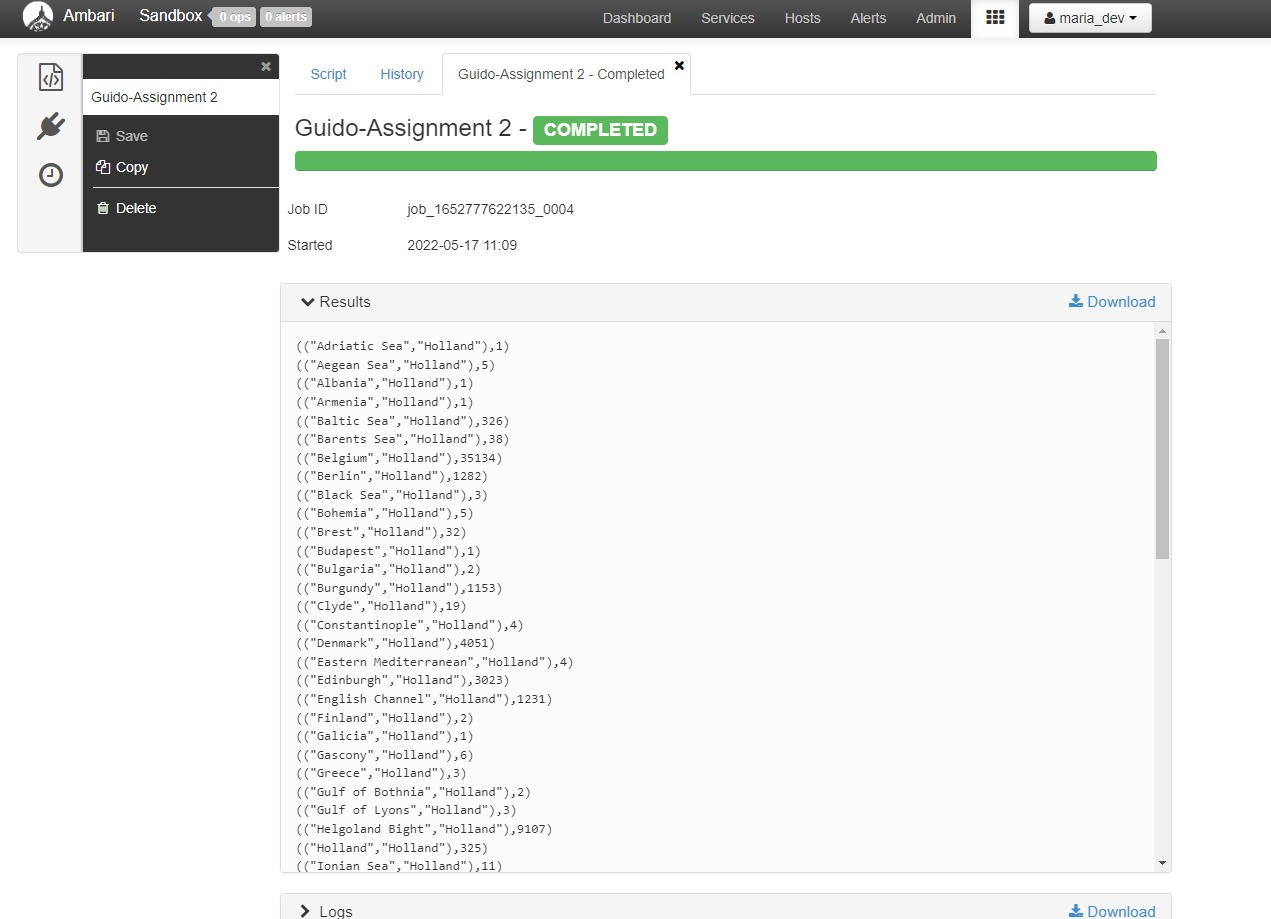 Ambari Sandbox 0 ops 0 alerts Dashboard Services Hosts Alerts Admin maria_dev
Guido-Assignment 2
Save
Copy
Delete
Script History Guido-Assignment 2 - Completed
Guido-Assignment 2 - COMPLETED
Job ID job_1652777622135_0004
Started 2022-05-17 11:09
Results Download
(("Adriatic Sea","Holland"),1)
(("Aegean Sea","Holland"),5)
(("Albania","Holland"),1)
(("Armenia","Holland"),1)
(("Baltic Sea","Holland"),326)
(("Barents Sea","Holland"),38)
(("Belgium","Holland"),35134)
(("Berlin","Holland"),1282)
(("Black Sea","Holland"),3)
(("Bohemia","Holland"),5)
(("Brest","Holland"),32)
(("Budapest","Holland"),1)
(("Bulgaria","Holland"),2)
(("Burgundy","Holland"),1153)
(("Clyde","Holland"),19)
(("Constantinople","Holland"),4)
(("Denmark","Holland"),4051)
(("Eastern Mediterranean","Holland"),4)
(("Edinburgh","Holland"),3023)
(("English Channel","Holland"),1231)
(("Finland","Holland"),2)
(("Galicia","Holland"),1)
(("Gascony","Holland"),6)
(("Greece","Holland"),3)
(("Gulf of Bothnia","Holland"),2)
(("Gulf of Lyons","Holland"),3)
(("Helgoland Bight","Holland"),9107)
(("Holland","Holland"),325)
(("Ionian Sea","Holland"),11)
Logs Download